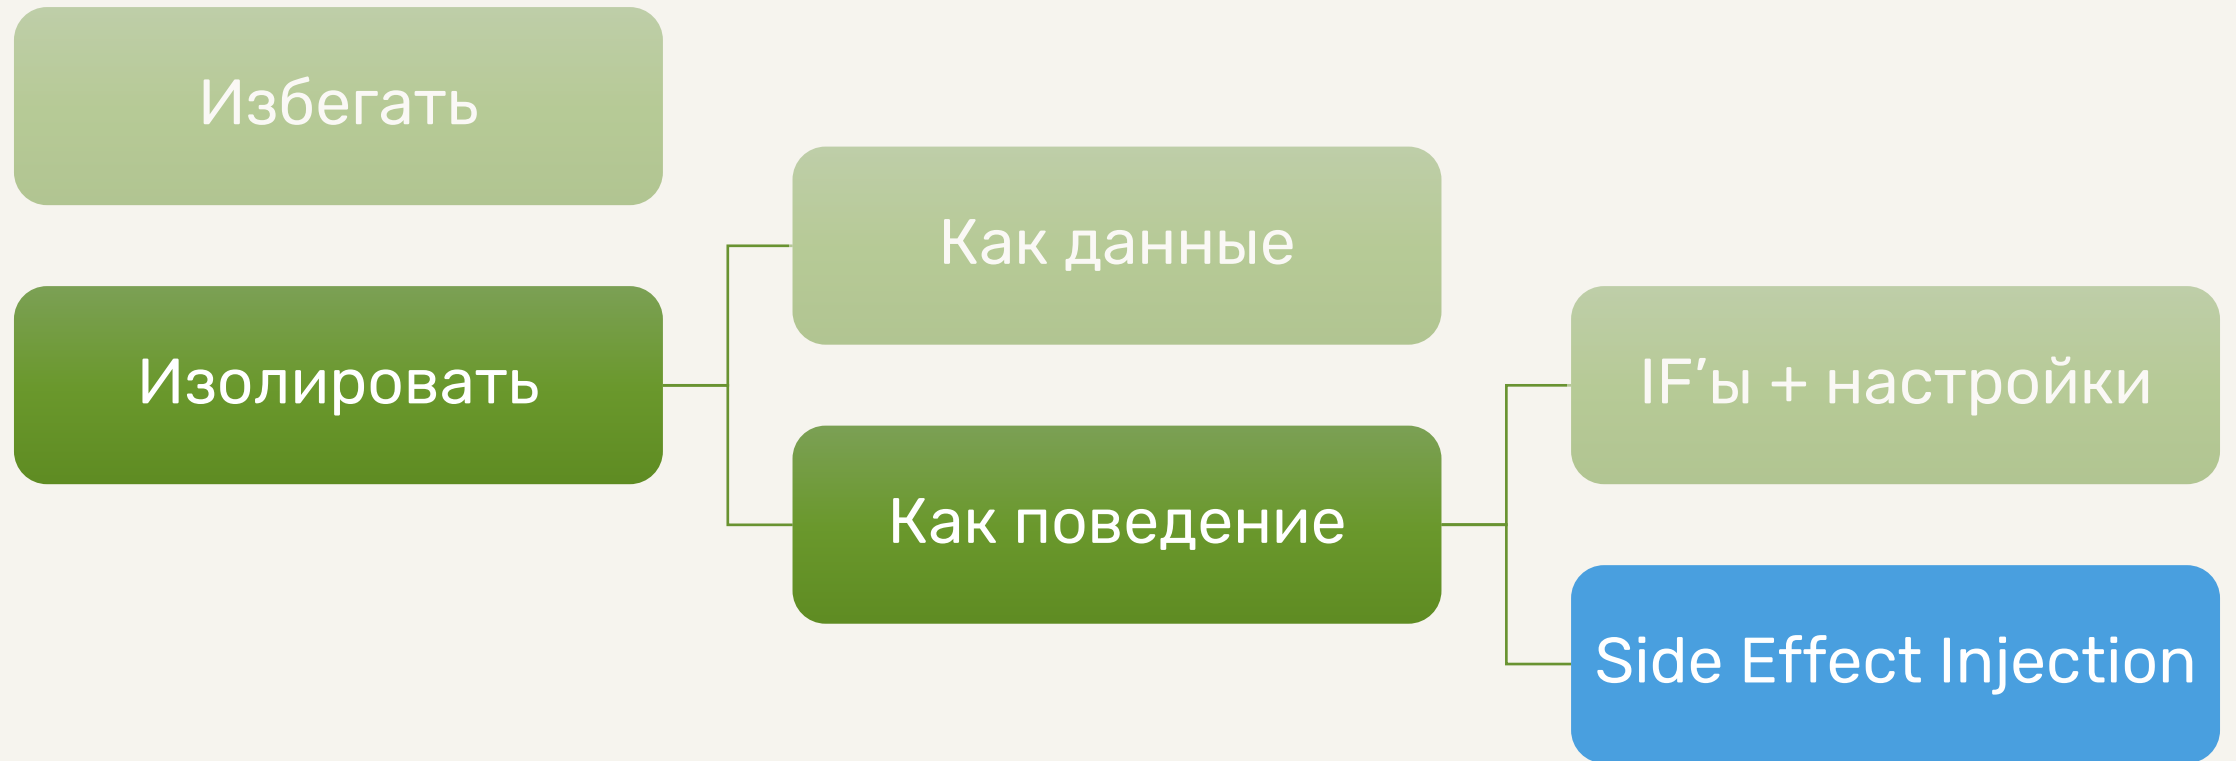 Избегать
Изолировать
Как данные
Как поведение
IF’ы + настройки
Side Effect Injection